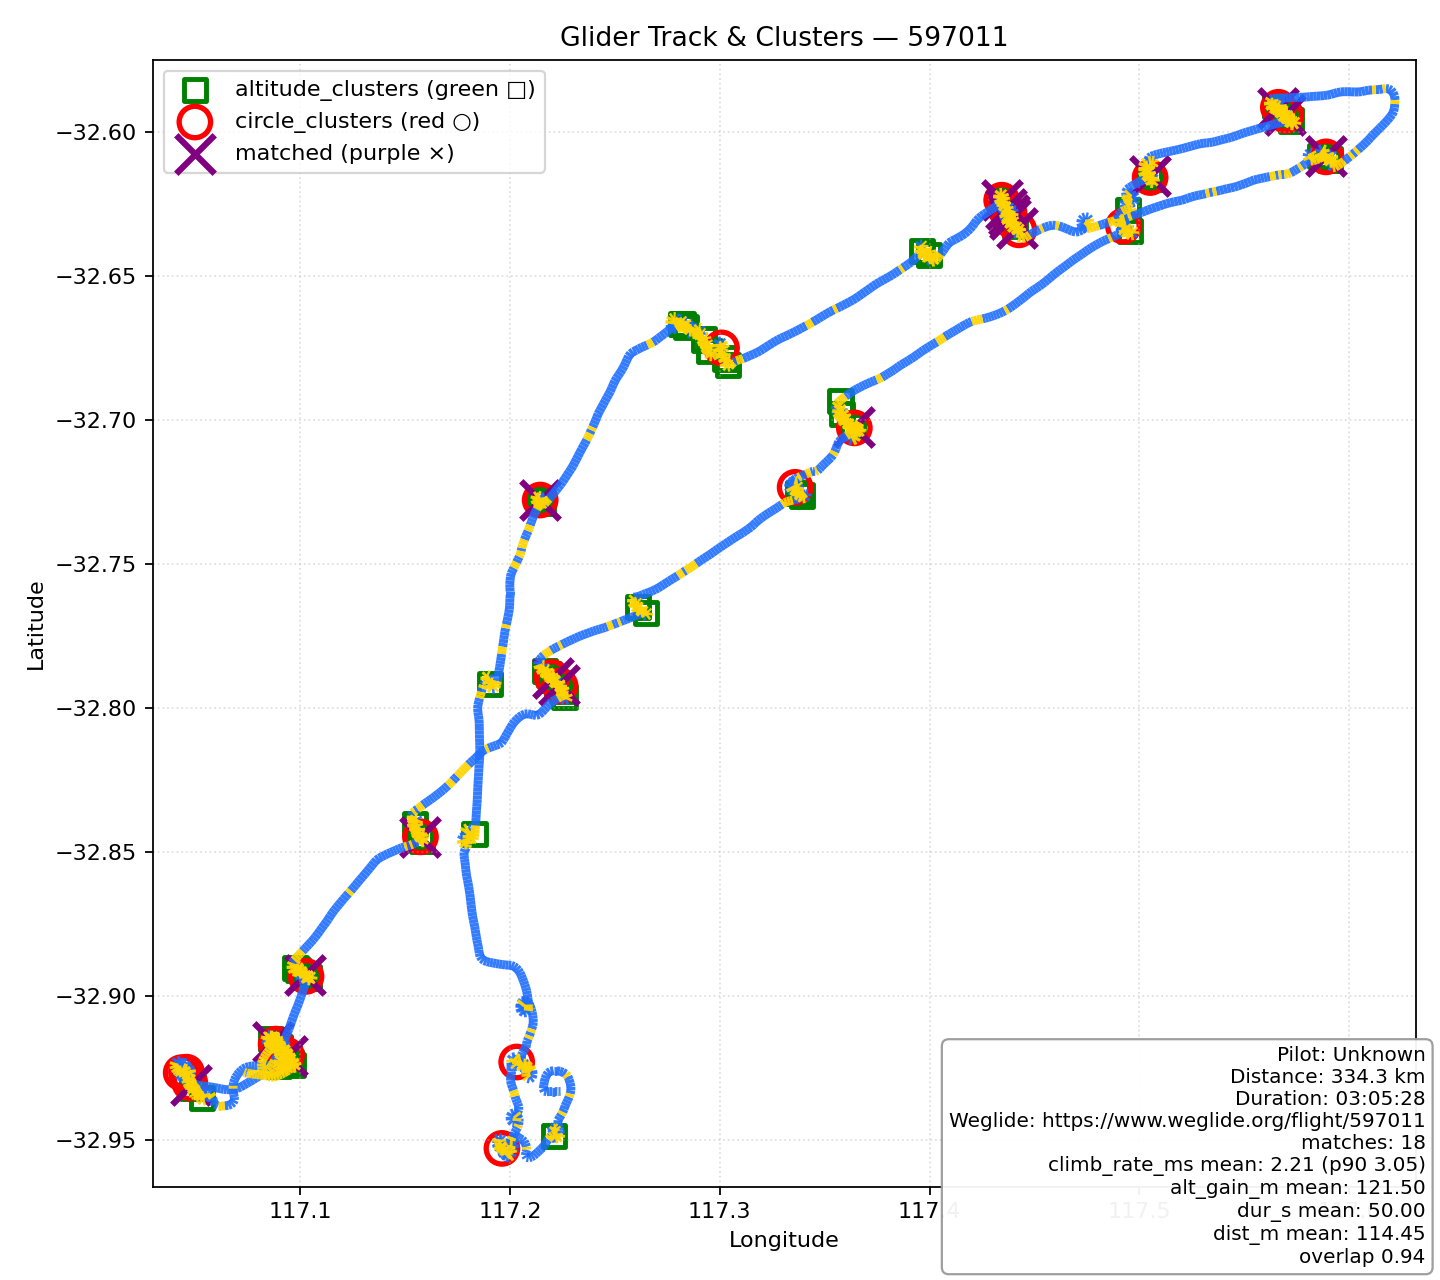 Glider Track & Clusters — 597011
altitude_clusters (green □)
circle_clusters (red ○)
matched (purple ×)
−32.60
−32.65
−32.70
−32.75
−32.80
−32.85
−32.90
−32.95
Latitude
117.1
117.2
117.3
117.4
117.5
Longitude
Pilot: Unknown
Distance: 334.3 km
Duration: 03:05:28
Weglide: https://www.weglide.org/flight/597011
matches: 18
climb_rate_ms mean: 2.21 (p90 3.05)
alt_gain_m mean: 121.50
dur_s mean: 50.00
dist_m mean: 114.45
overlap 0.94